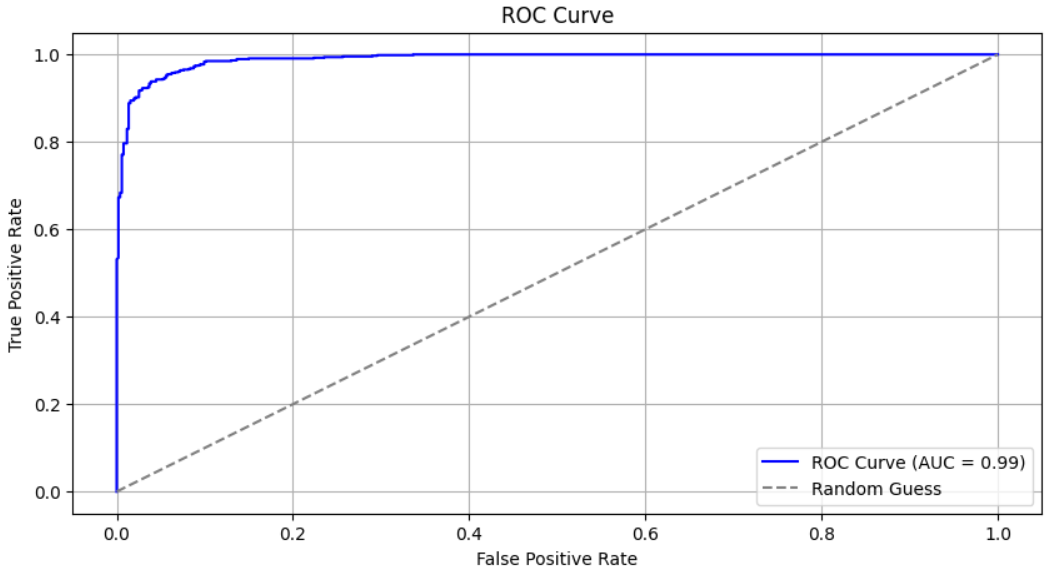 ROC Curve
True Positive Rate
1.0
0.8
0.6
0.4
0.2
0.0
0.0 0.2 0.4 0.6 0.8 1.0
False Positive Rate
ROC Curve (AUC = 0.99)
Random Guess